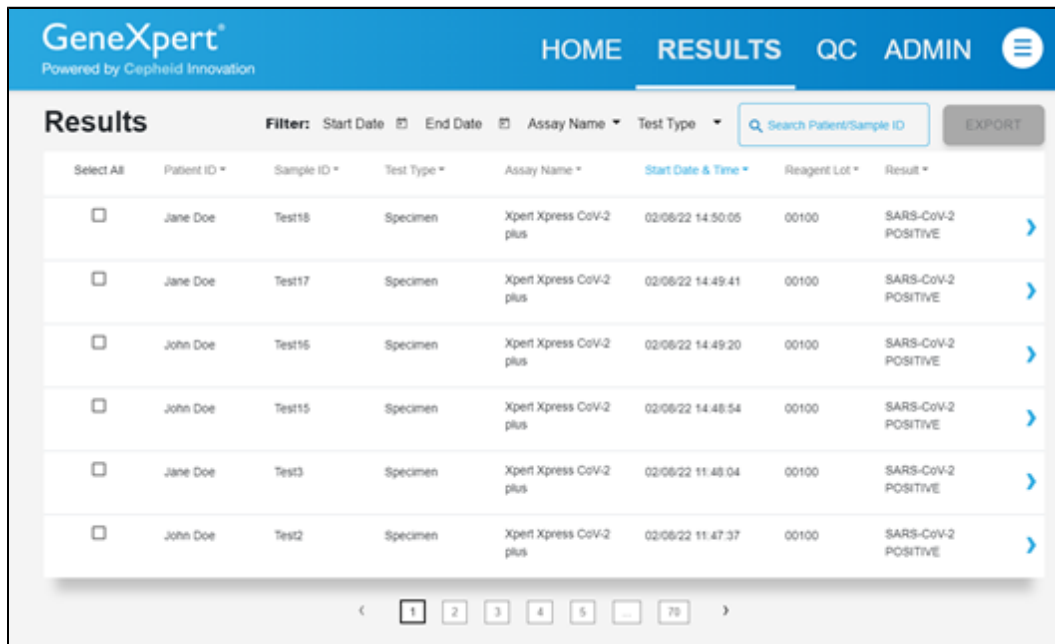 GeneXpert®
Powered by Cepheid Innovation
HOME RESULTS QC ADMIN
Results
Filter: Start Date End Date Assay Name Test Type Search Patient/Sample ID EXPORT
Select All Patient ID Sample ID Test Type Assay Name Start Date & Time Reagent Lot Result
Jane Doe Test18 Specimen Xpert Xpress CoV-2 02/08/22 14:50:05 00100 SARS-CoV-2
plus POSITIVE
Jane Doe Test17 Specimen Xpert Xpress CoV-2 02/08/22 14:49:41 00100 SARS-CoV-2
plus POSITIVE
John Doe Test16 Specimen Xpert Xpress CoV-2 02/08/22 14:49:20 00100 SARS-CoV-2
plus POSITIVE
John Doe Test15 Specimen Xpert Xpress CoV-2 02/08/22 14:48:54 00100 SARS-CoV-2
plus POSITIVE
Jane Doe Test3 Specimen Xpert Xpress CoV-2 02/08/22 11:48:04 00100 SARS-CoV-2
plus POSITIVE
John Doe Test2 Specimen Xpert Xpress CoV-2 02/08/22 11:47:37 00100 SARS-CoV-2
plus POSITIVE
1 2 3 4 5 ... 70